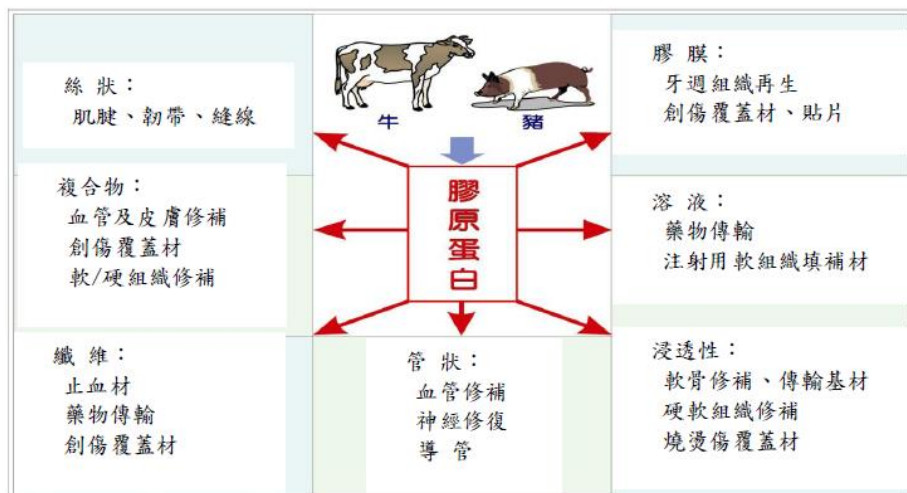 牛
豬
膠原蛋白
絲 狀：
肌腱、韌帶、縫線
複合物：
血管及皮膚修補
創傷覆蓋材
軟/硬組織修補
纖 維：
止血材
藥物傳輸
創傷覆蓋材
管 狀：
血管修補
神經修復
導 管
膠 膜：
牙週組織再生
創傷覆蓋材、貼片
溶 液：
藥物傳輸
注射用軟組織填補材
浸透性：
軟骨修補、傳輸基材
硬軟組織修補
燒燙傷覆蓋材